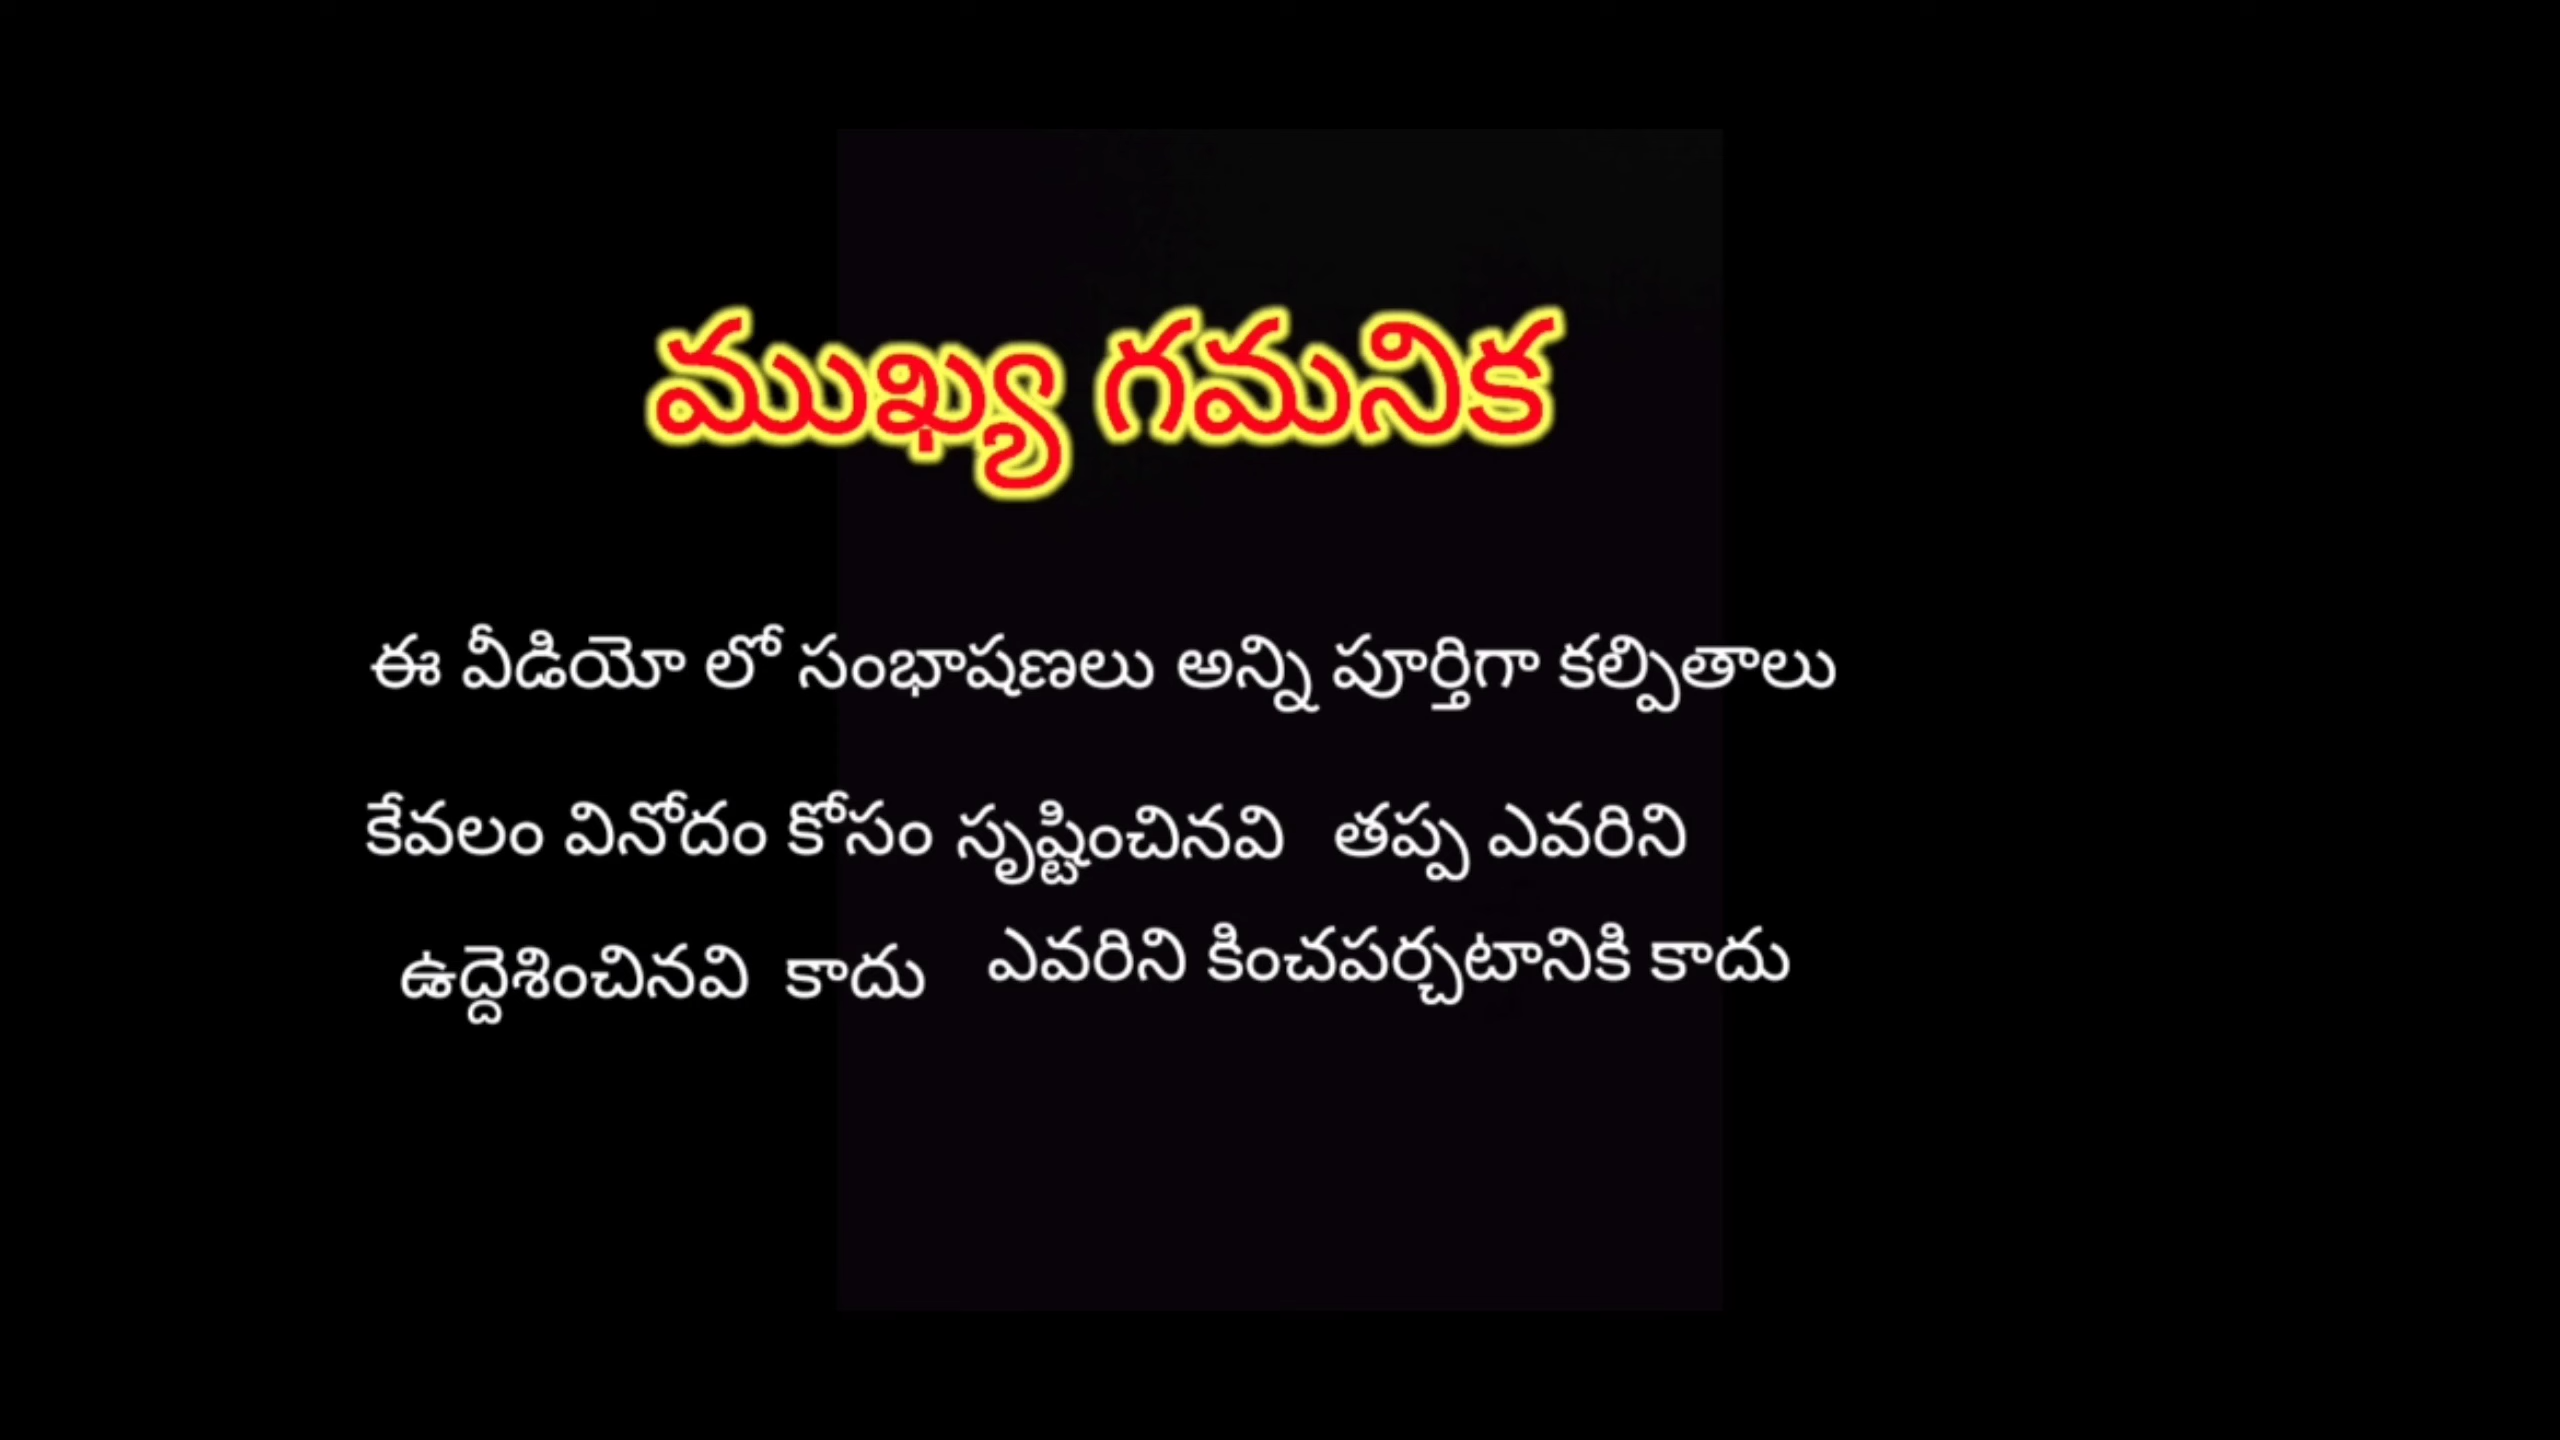 ముఖ్య గమనిక
ఈ వీడియో లో సంభాషణలు అన్ని పూర్తిగా కల్పితాలు
కేవలం వినోదం కోసం సృష్టించినవి తప్ప ఎవరిని
ఉద్దెశించినవి కాదు ఎవరిని కించపర్చటానికి కాదు